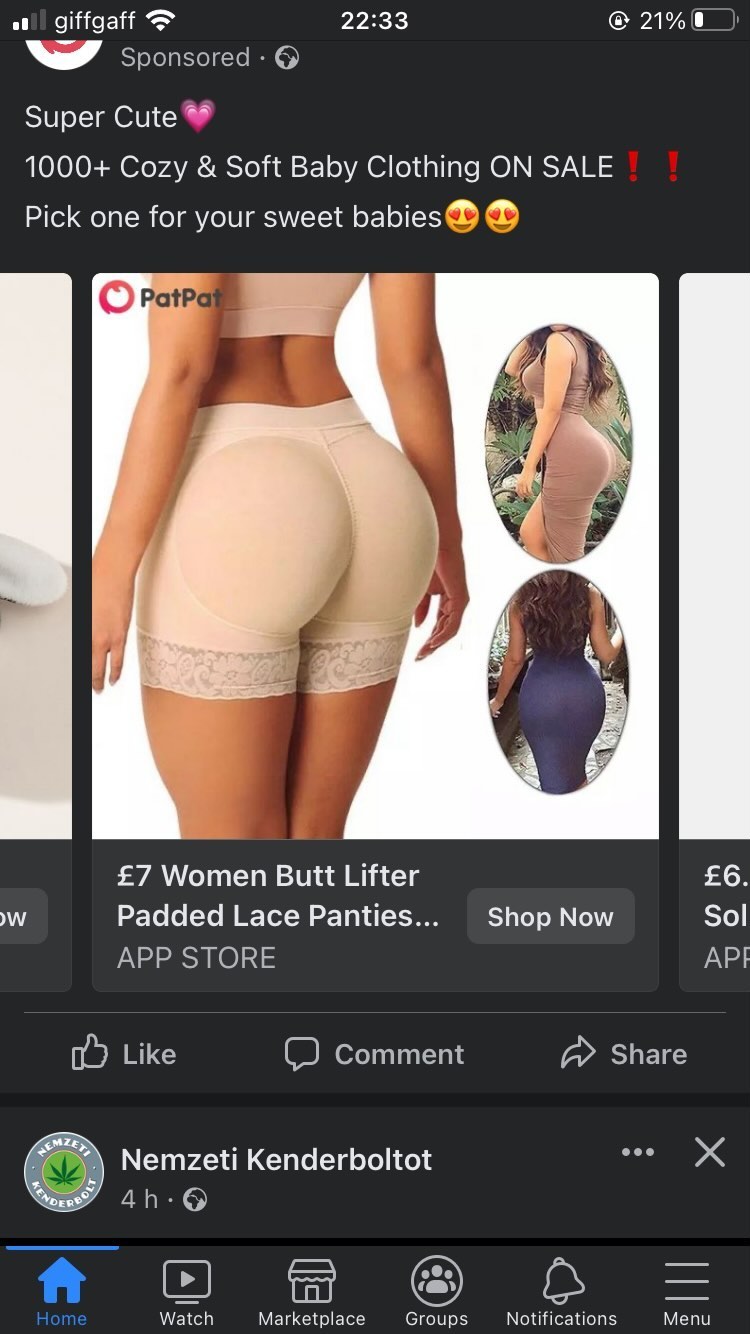 giffgaff 22:33 21%
Sponsored ·
Super Cute💗
1000+ Cozy & Soft Baby Clothing ON SALE❗❗
Pick one for your sweet babies😍😍
PatPat
£7 Women Butt Lifter
Padded Lace Panties...
APP STORE
Shop Now
ow
£6.
Sol
APP
Like Comment Share
NEMZETI
KENDERBOLT
Nemzeti Kenderboltot
4 h ·
Home Watch Marketplace Groups Notifications Menu